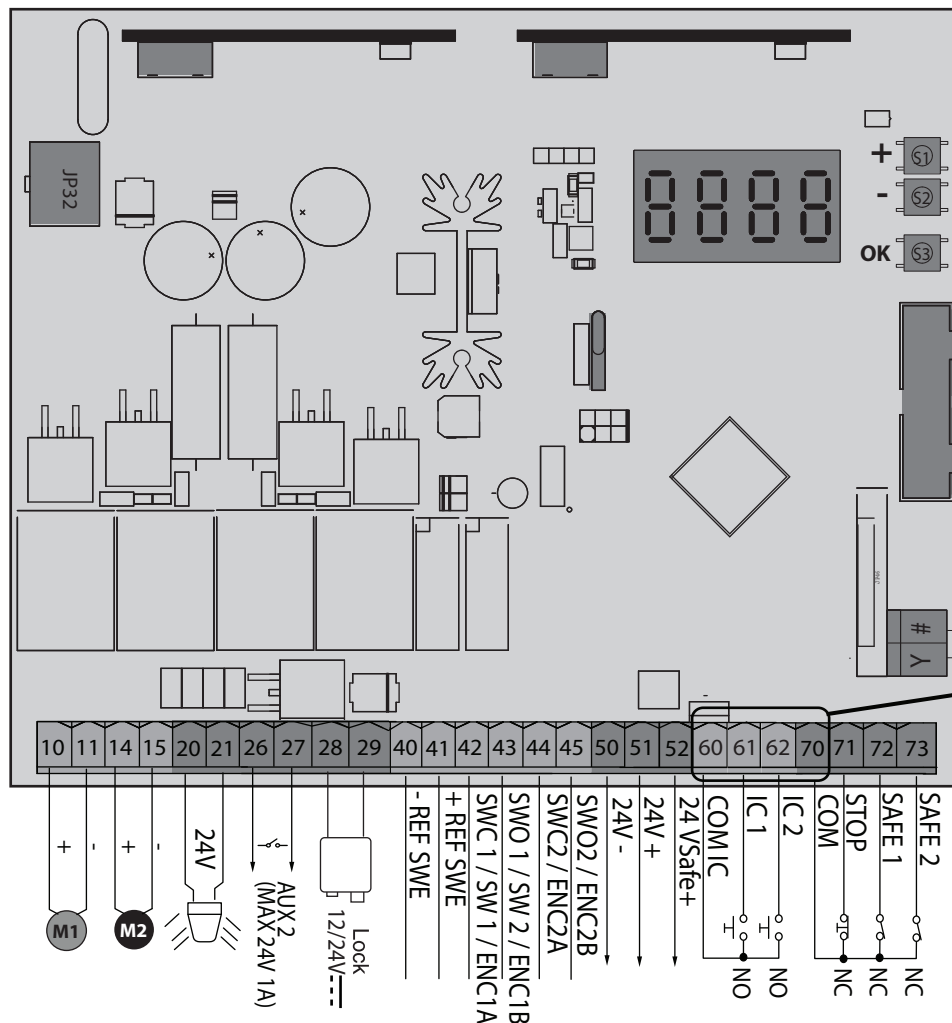 JP32
+
S1
-
S2
OK
S3
#
Y
10 11 14 15 20 21 26 27 28 29 40 41 42 43 44 45 50 51 52 60 61 62 70 71 72 73
+ -
M1
+ -
M2
24V
AUX 2
(MAX 24V 1A)
Lock
12/24V
- REF SWE
+ REF SWE
SWC 1 / SW 1 / ENC1A
SWO 1 / SW 2 / ENC1B
SWC2 / ENC2A
SWO2 / ENC2B
24V -
24V +
24 VSafe+
COM IC
IC 1
IC 2
COM
STOP
SAFE 1
SAFE 2
NO
NO
NC
NC
NC